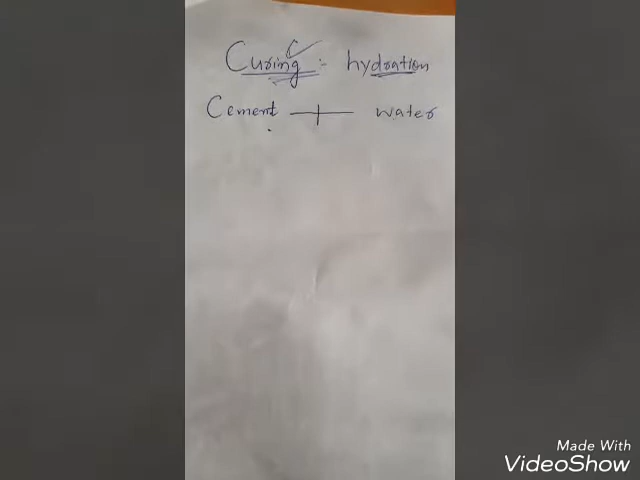 Curing :- hydration
Cement + water
Made With
VideoShow